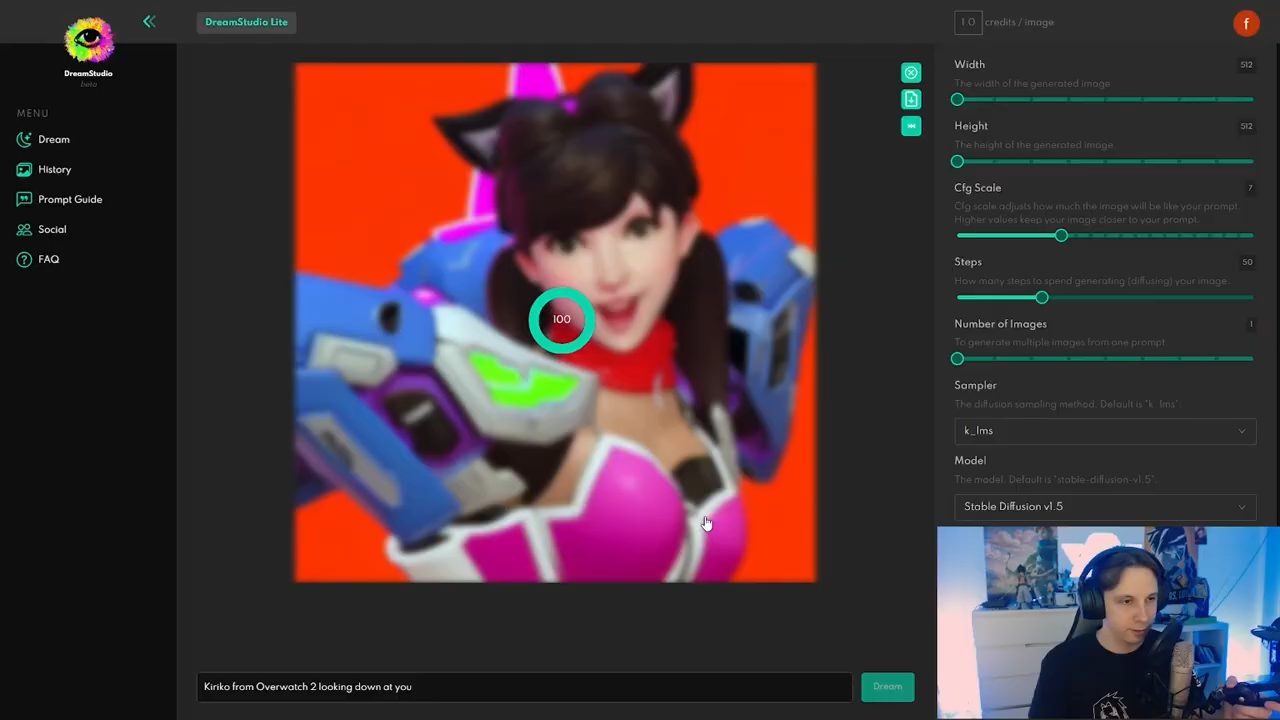 DreamStudio Lite
1.0 credits / image
f
DreamStudio
beta
MENU
Dream
History
Prompt Guide
Social
FAQ
100
Width
512
The width of the generated image
Height
512
The height of the generated image.
Cfg Scale
7
Cfg scale adjusts how much the image will be like your prompt.
Higher values keep your image closer to your prompt.
Steps
50
How many steps to spend generating (diffusing) your image.
Number of Images
1
To generate multiple images from one prompt
Sampler
The diffusion sampling method. Default is "k_lms".
k_lms
Model
The model. Default is "stable-diffusion-v1.5".
Stable Diffusion v1.5
Kiriko from Overwatch 2 looking down at you
Dream